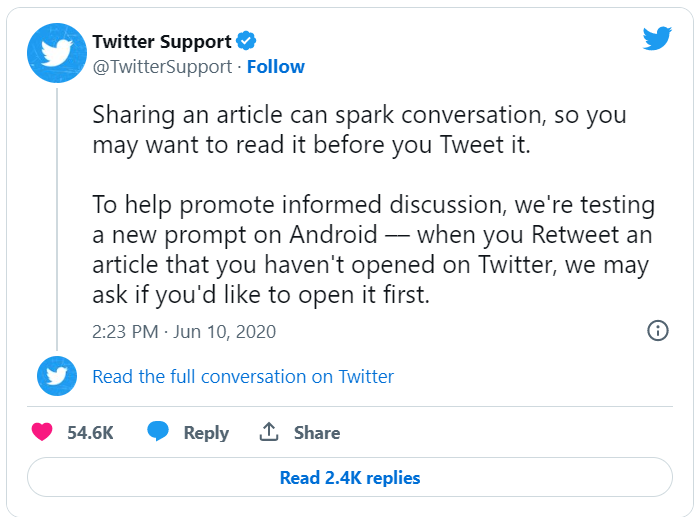 Twitter Support
@TwitterSupport · Follow
Sharing an article can spark conversation, so you
may want to read it before you Tweet it.
To help promote informed discussion, we're testing
a new prompt on Android –– when you Retweet an
article that you haven't opened on Twitter, we may
ask if you'd like to open it first.
2:23 PM · Jun 10, 2020
Read the full conversation on Twitter
54.6K Reply Share
Read 2.4K replies